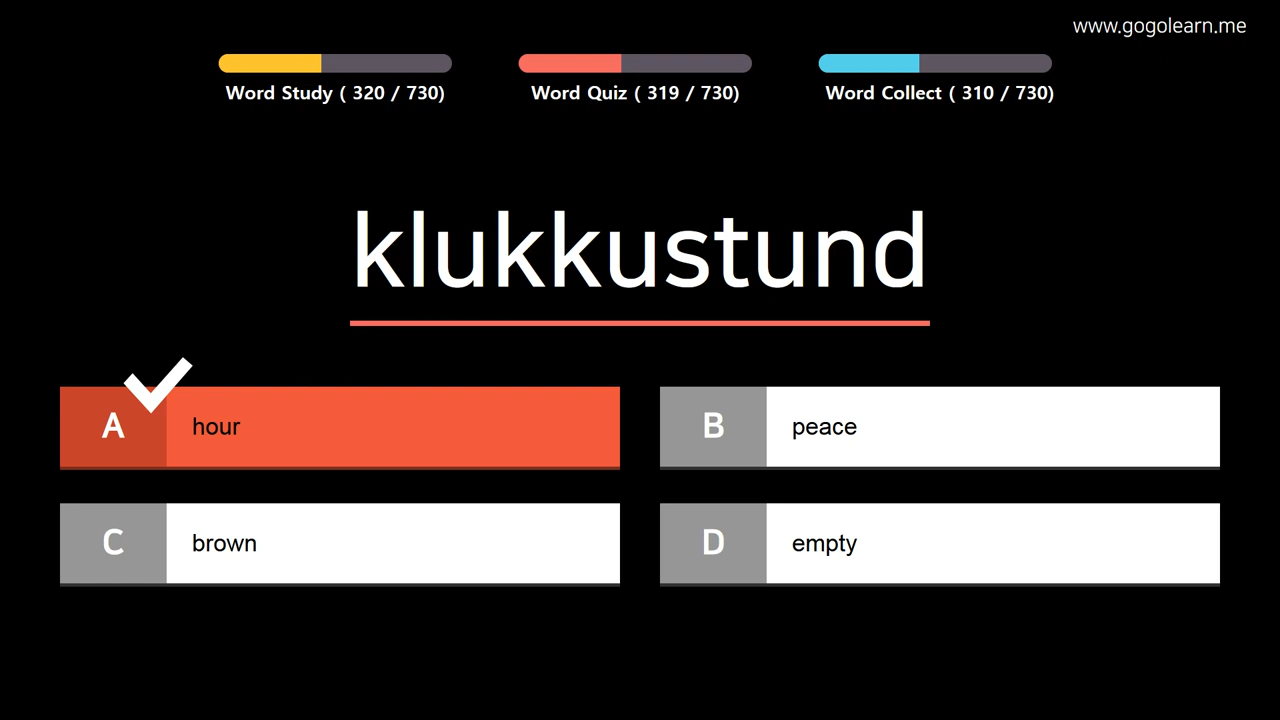 www.gogolearn.me
Word Study ( 320 / 730)
Word Quiz ( 319 / 730)
Word Collect ( 310 / 730)
klukkustund
A hour
B peace
C brown
D empty